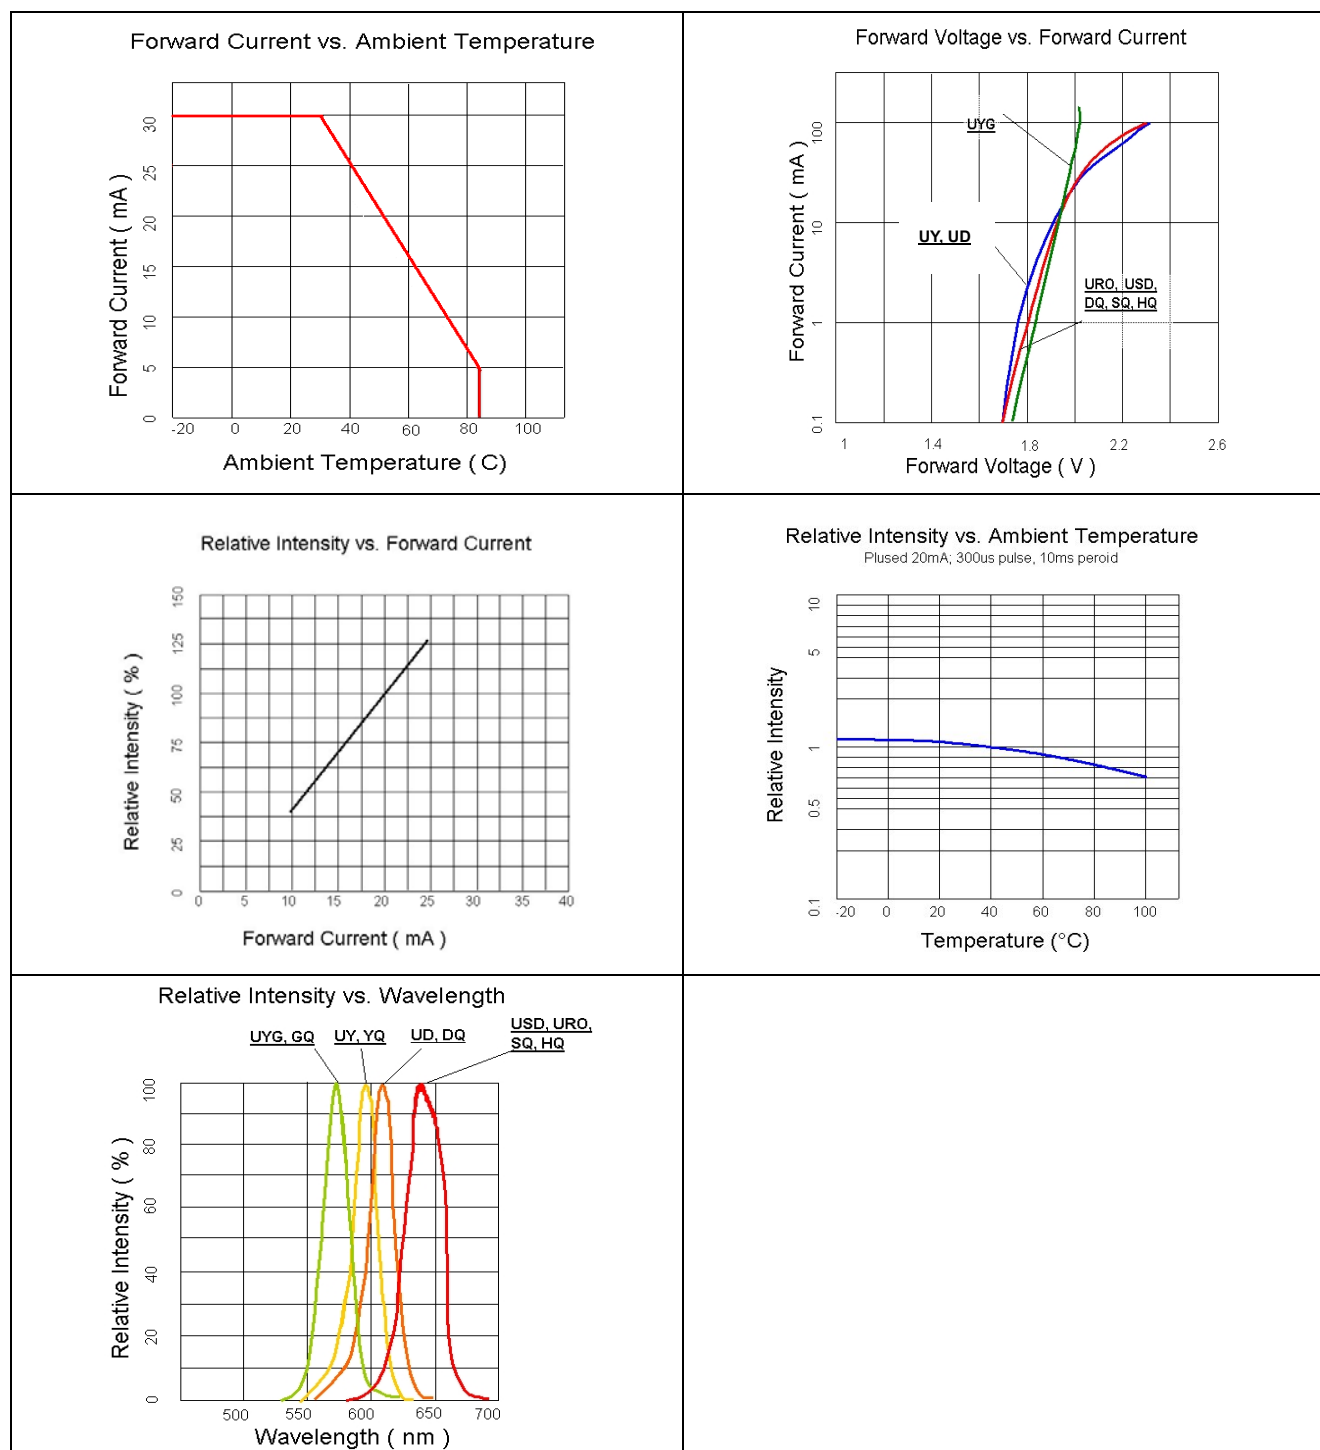 Forward Current vs. Ambient Temperature
Forward Current ( mA )
30
25
20
15
10
5
0
-20
0
20
40
60
80
100
Ambient Temperature ( C)
Forward Voltage vs. Forward Current
Forward Current ( mA )
100
10
1
0.1
UYG
UY, UD
URO, USD,
DQ, SQ, HQ
1
1.4
1.8
2.2
2.6
Forward Voltage ( V )
Relative Intensity vs. Forward Current
Relative Intensity ( % )
150
125
100
75
50
25
0
0
5
10
15
20
25
30
35
40
Forward Current ( mA )
Relative Intensity vs. Ambient Temperature
Plused 20mA; 300us pulse, 10ms peroid
Relative Intensity
10
5
1
0.5
0.1
-20
0
20
40
60
80
100
Temperature (°C)
Relative Intensity vs. Wavelength
UYG, GQ
UY, YQ
UD, DQ
USD, URO,
SQ, HQ
Relative Intensity ( % )
100
80
60
40
20
0
500
550
600
650
700
Wavelength ( nm )